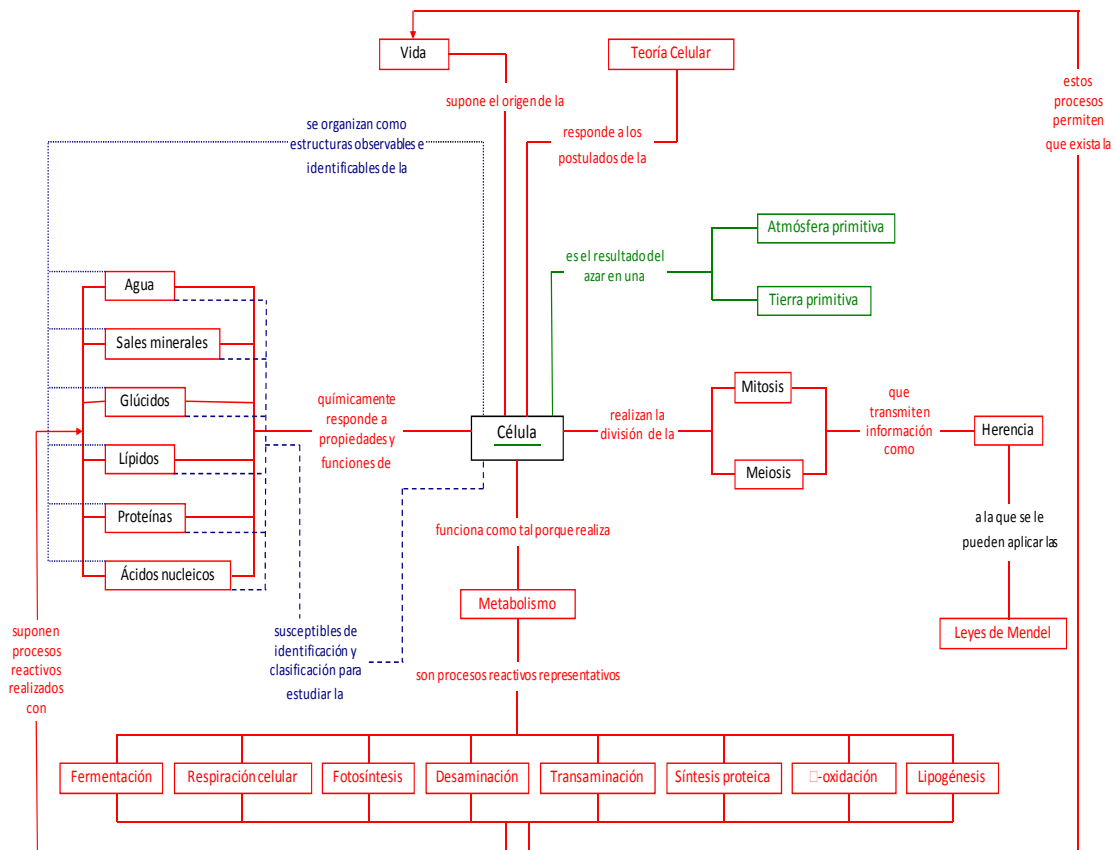 Vida
Teoría Celular
supone el origen de la
estos
procesos
permiten
que exista la
se organizan como
estructuras observables e
identificables de la
responde a los
postulados de la
Atmósfera primitiva
es el resultado del
azar en una
Tierra primitiva
Agua
Sales minerales
Glúcidos
Lípidos
Proteínas
Ácidos nucleicos
químicamente
responde a
propiedades y
funciones de
Célula
realizan la
división de la
Mitosis
Meiosis
que
transmiten
información
como
Herencia
a la que se le
pueden aplicar las
Leyes de Mendel
funciona como tal porque realiza
Metabolismo
son procesos reactivos representativos
susceptibles de
identificación y
clasificación para
estudiar la
suponen
procesos
reactivos
realizados
con
Fermentación
Respiración celular
Fotosíntesis
Desaminación
Transaminación
Síntesis proteica
-oxidación
Lipogénesis